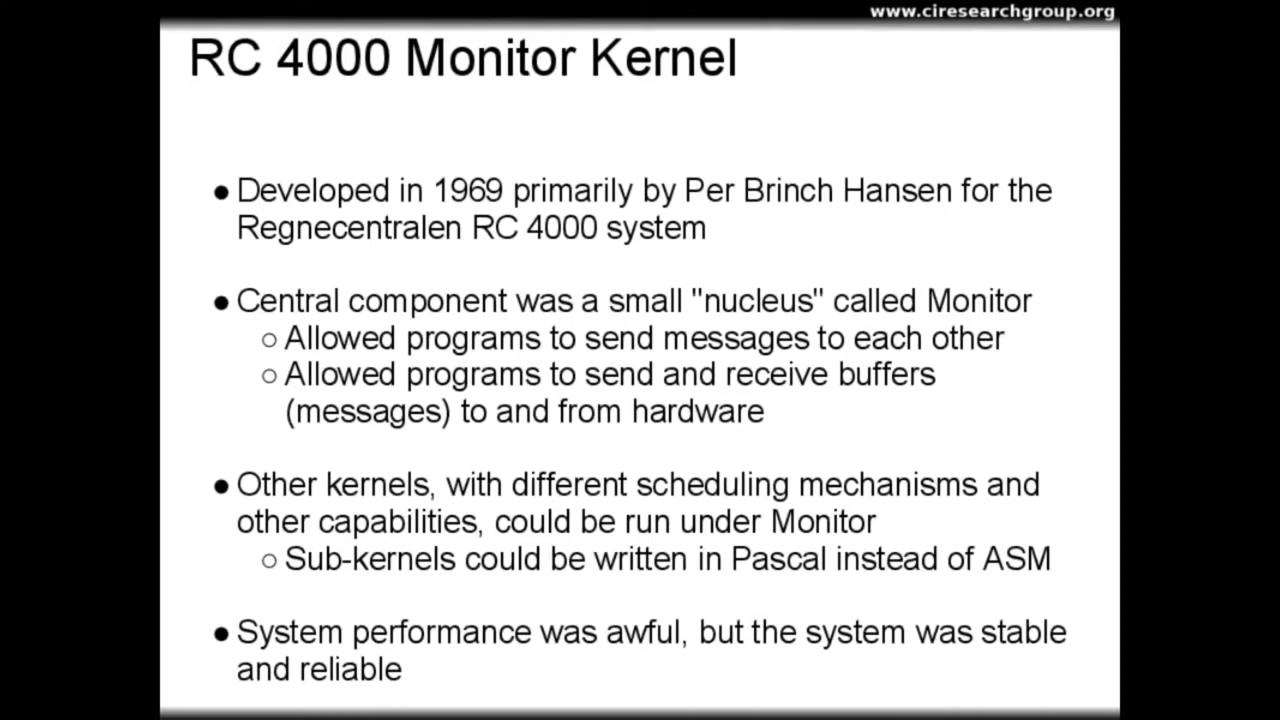 www.ciresearchgroup.org
RC 4000 Monitor Kernel
● Developed in 1969 primarily by Per Brinch Hansen for the
Regnecentralen RC 4000 system
● Central component was a small "nucleus" called Monitor
○ Allowed programs to send messages to each other
○ Allowed programs to send and receive buffers
(messages) to and from hardware
● Other kernels, with different scheduling mechanisms and
other capabilities, could be run under Monitor
○ Sub-kernels could be written in Pascal instead of ASM
● System performance was awful, but the system was stable
and reliable